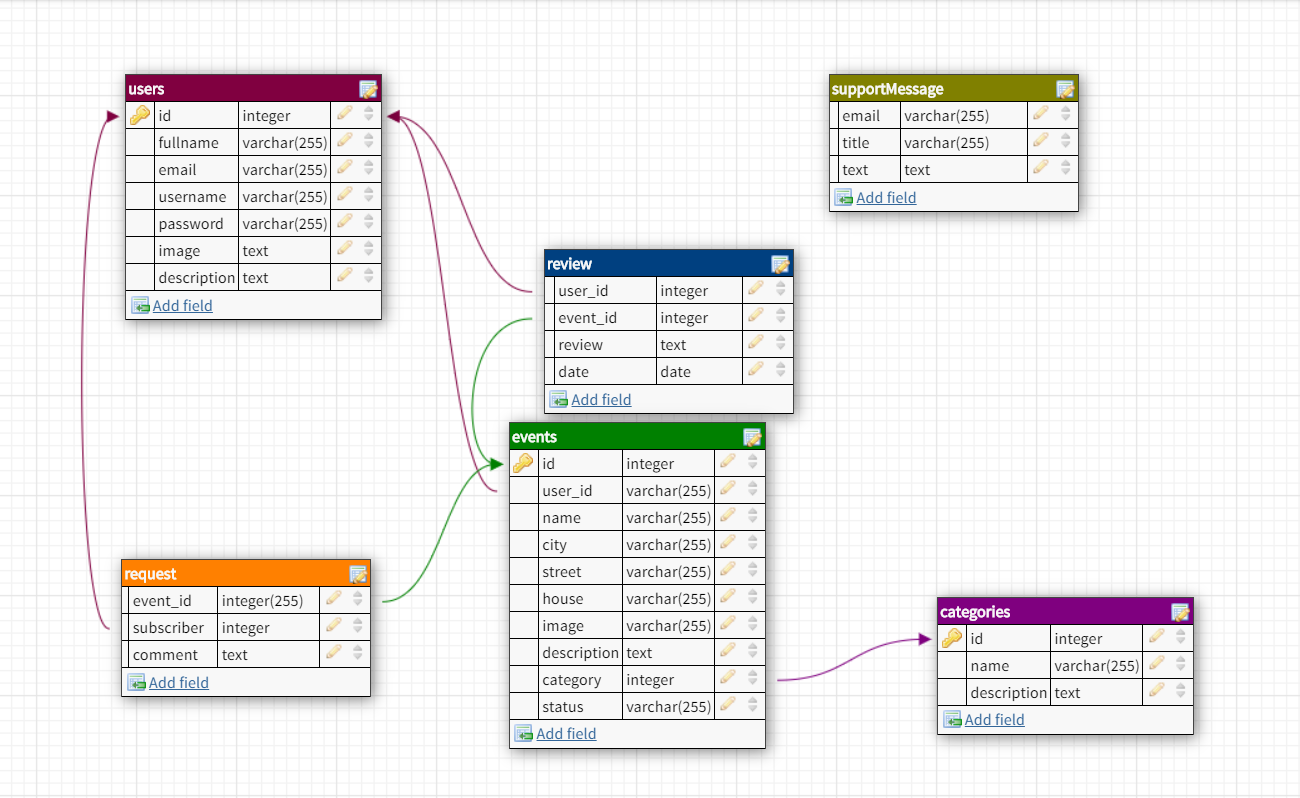 users
id integer
fullname varchar(255)
email varchar(255)
username varchar(255)
password varchar(255)
image text
description text
Add field
supportMessage
email varchar(255)
title varchar(255)
text text
Add field
review
user_id integer
event_id integer
review text
date date
Add field
events
id integer
user_id varchar(255)
name varchar(255)
city varchar(255)
street varchar(255)
house varchar(255)
image varchar(255)
description text
category integer
status varchar(255)
Add field
request
event_id integer(255)
subscriber integer
comment text
Add field
categories
id integer
name varchar(255)
description text
Add field